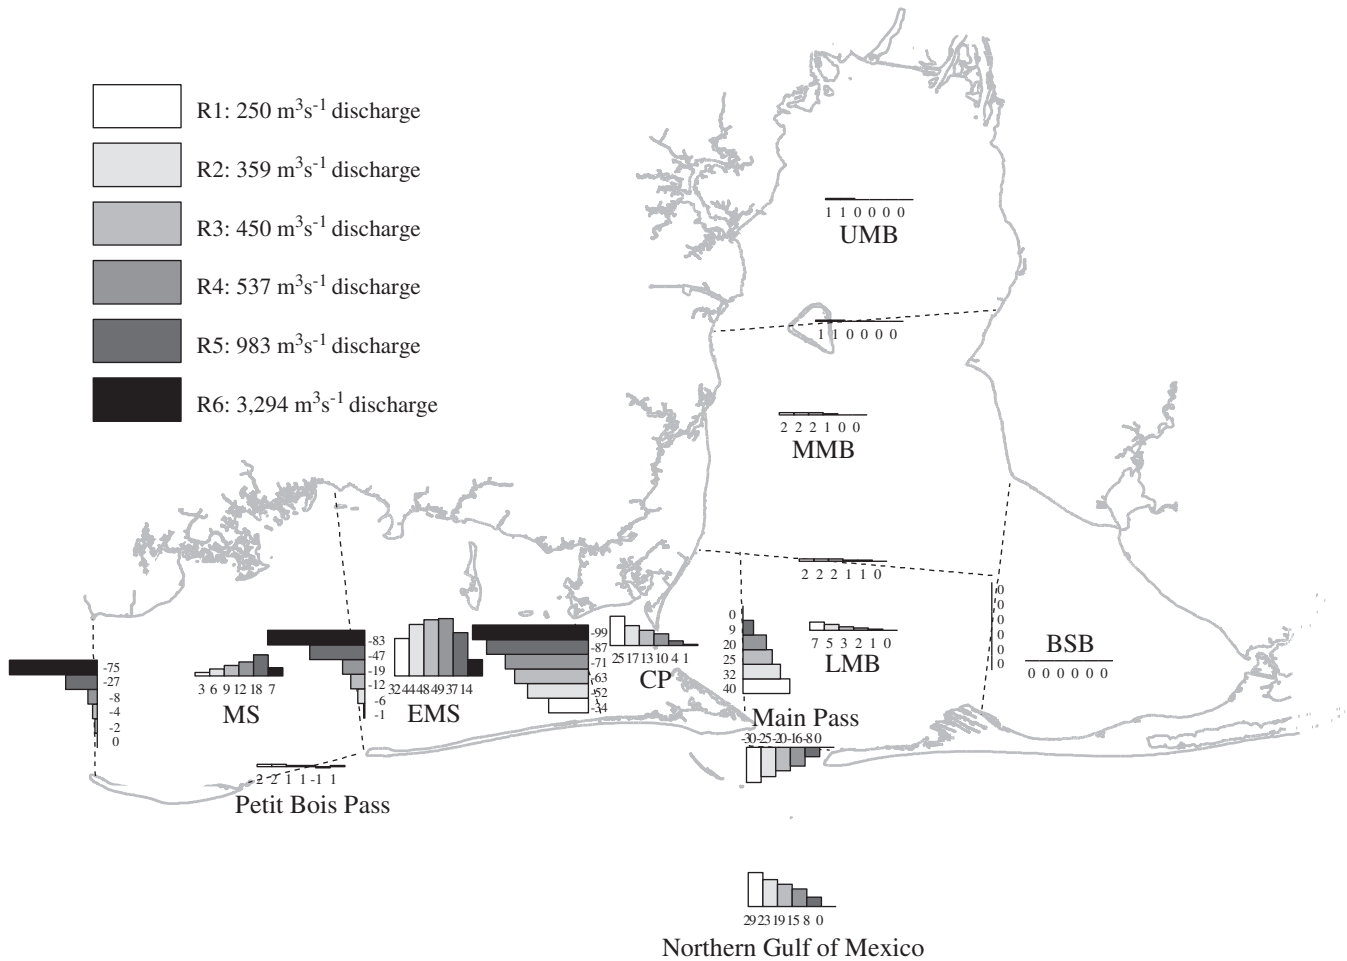 R1: 250 m³s⁻¹ discharge
R2: 359 m³s⁻¹ discharge
R3: 450 m³s⁻¹ discharge
R4: 537 m³s⁻¹ discharge
R5: 983 m³s⁻¹ discharge
R6: 3,294 m³s⁻¹ discharge
1 1 0 0 0 0
UMB
1 1 0 0 0 0
2 2 2 1 0 0
MMB
2 2 2 1 1 0
0
9
20
25
32
40
7 5 3 2 1 0
LMB
0
0
0
0
0
0
BSB
0 0 0 0 0 0
-75
-27
-8
-4
-2
0
3 6 9 12 18 7
MS
-83
-47
-19
-12
-6
-1
32 44 48 49 37 14
EMS
-99
-87
-71
-63
-52
-34
25 17 13 10 4 1
CP
Main Pass
-30 -25 -20 -16 -8 0
2 2 1 1 -1 1
Petit Bois Pass
29 23 19 15 8 0
Northern Gulf of Mexico